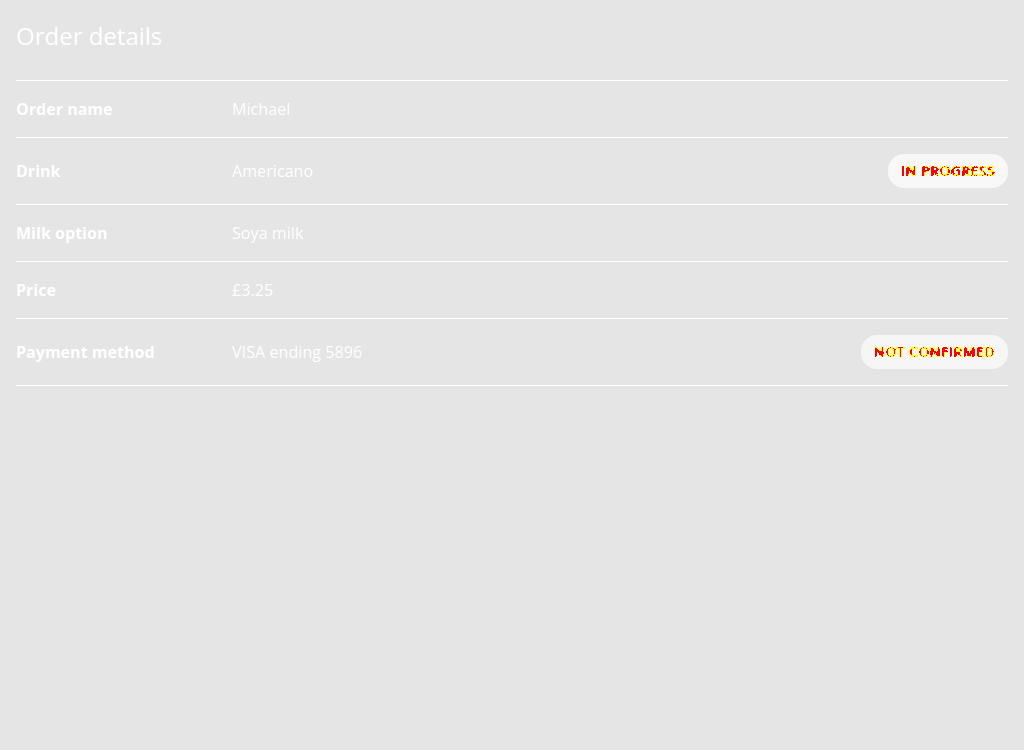 Order details
Order name Michael
Drink Americano IN PROGRESS
Milk option Soya milk
Price £3.25
Payment method VISA ending 5896 NOT CONFIRMED